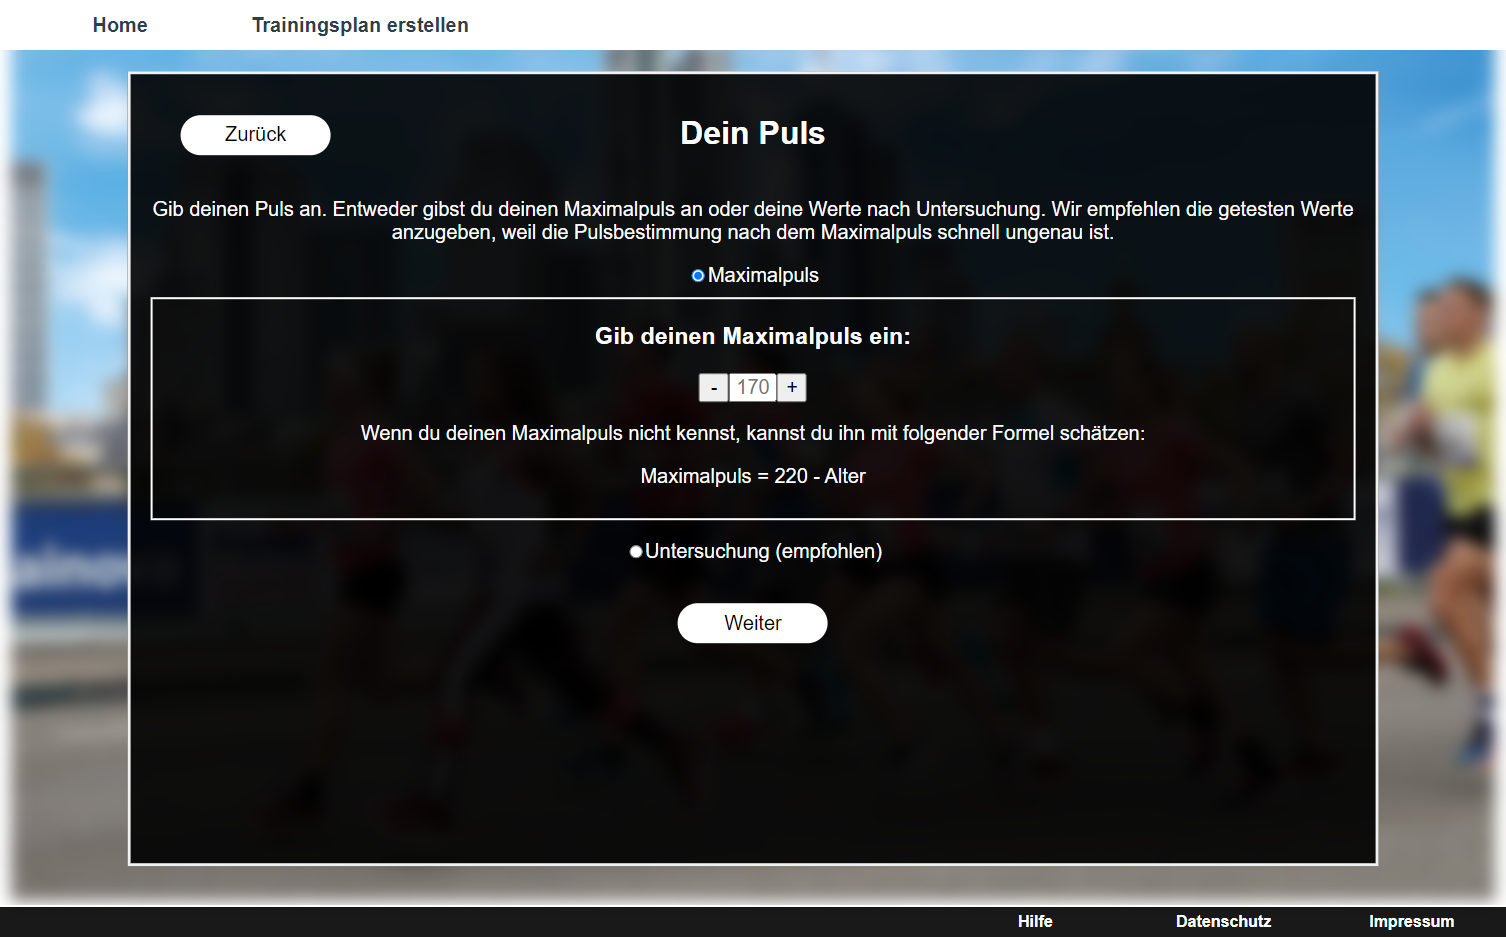 Home Trainingsplan erstellen
Zurück
Dein Puls
Gib deinen Puls an. Entweder gibst du deinen Maximalpuls an oder deine Werte nach Untersuchung. Wir empfehlen die getesten Werte
anzugeben, weil die Pulsbestimmung nach dem Maximalpuls schnell ungenau ist.
Maximalpuls
Gib deinen Maximalpuls ein:
- 170 +
Wenn du deinen Maximalpuls nicht kennst, kannst du ihn mit folgender Formel schätzen:
Maximalpuls = 220 - Alter
Untersuchung (empfohlen)
Weiter
Hilfe Datenschutz Impressum